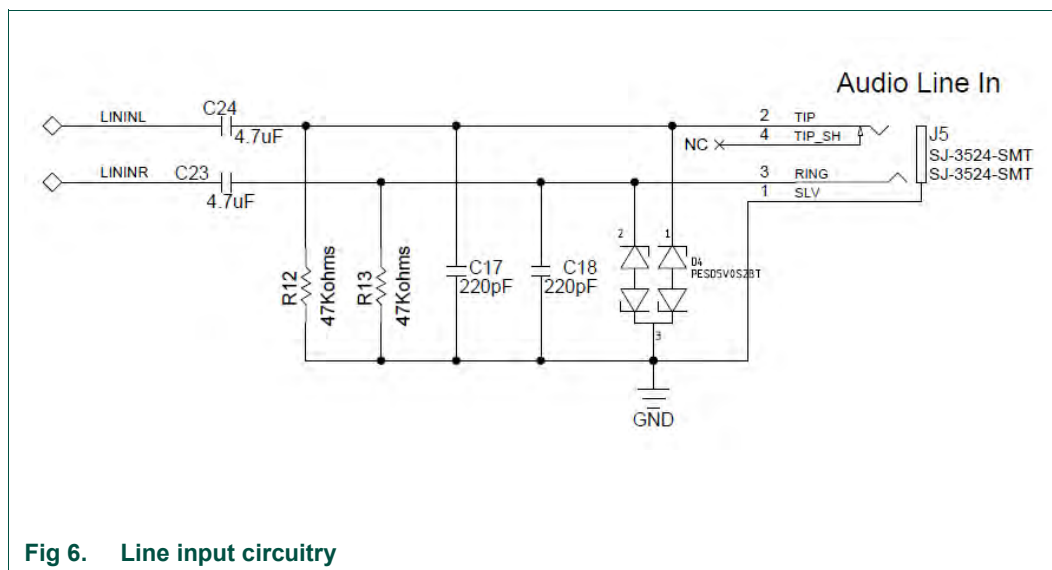 Audio Line In
LININL
C24
4.7uF
2 TIP
4 TIP_SH
NC
J5
SJ-3524-SMT
SJ-3524-SMT
LININR
C23
4.7uF
3 RING
1 SLV
R12
47Kohms
R13
47Kohms
C17
220pF
C18
220pF
2
1
D4
PESD5V0S2BT
3
GND
Fig 6. Line input circuitry